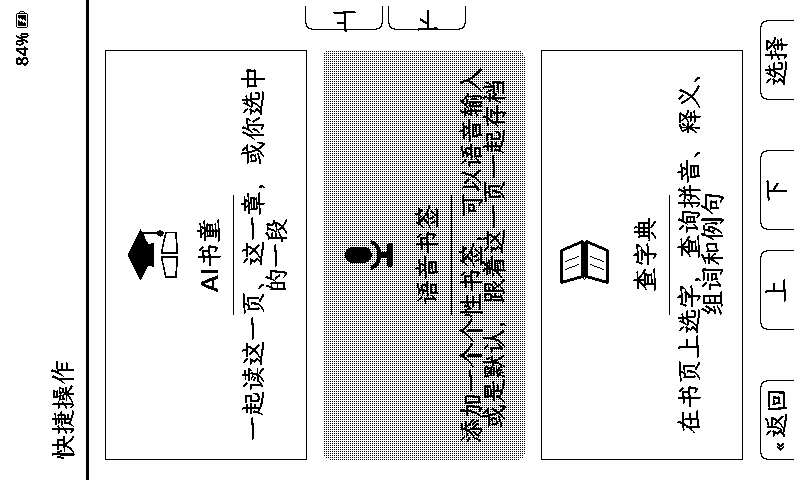 84%
快捷操作
AI书童
一起读这一页、这一章，或你选中
的一段
语音书签
添加一个个性书签，可以语音输入
或是默认，跟着这一页一起存档
查字典
在书页上选字，查询拼音、释义、
组词和例句
«返回
上
下
选择